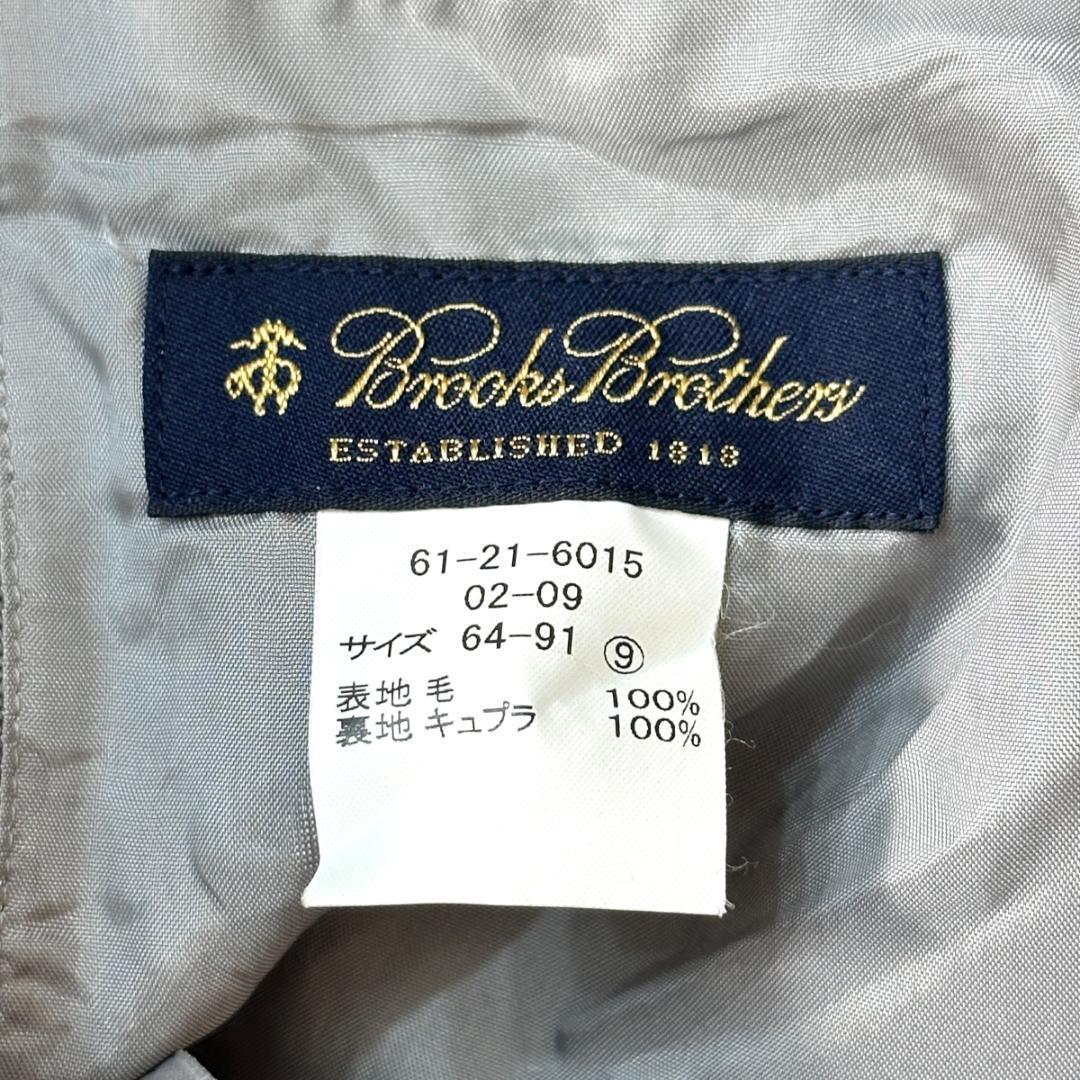 Brooks Brothers
ESTABLISHED 1818
61-21-6015
02-09
サイズ 64-91 ⑨
表地 毛 100%
裏地 キュプラ 100%